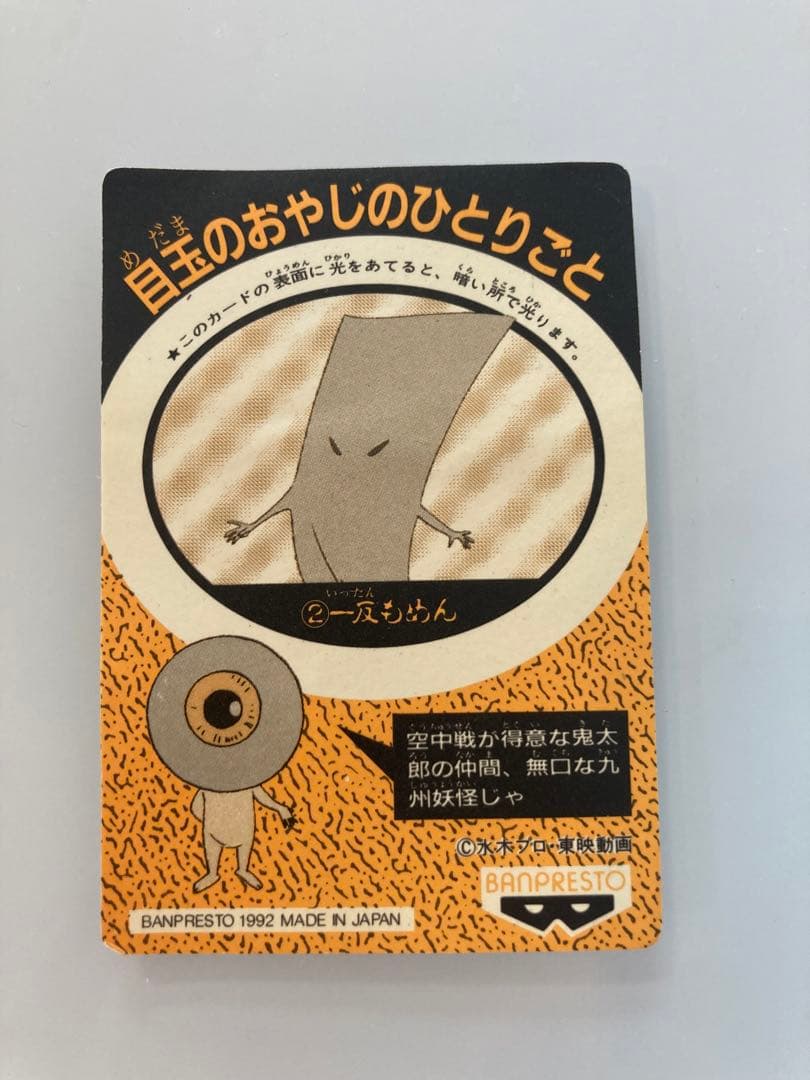 目玉のおやじのひとりごと
★このカードの表面に光をあてると、暗い所で光ります。
②一反もめん
空中戦が得意な鬼太
郎の仲間、無口な九
州妖怪じゃ
©水木プロ・東映動画
BANPRESTO
BANPRESTO 1992 MADE IN JAPAN